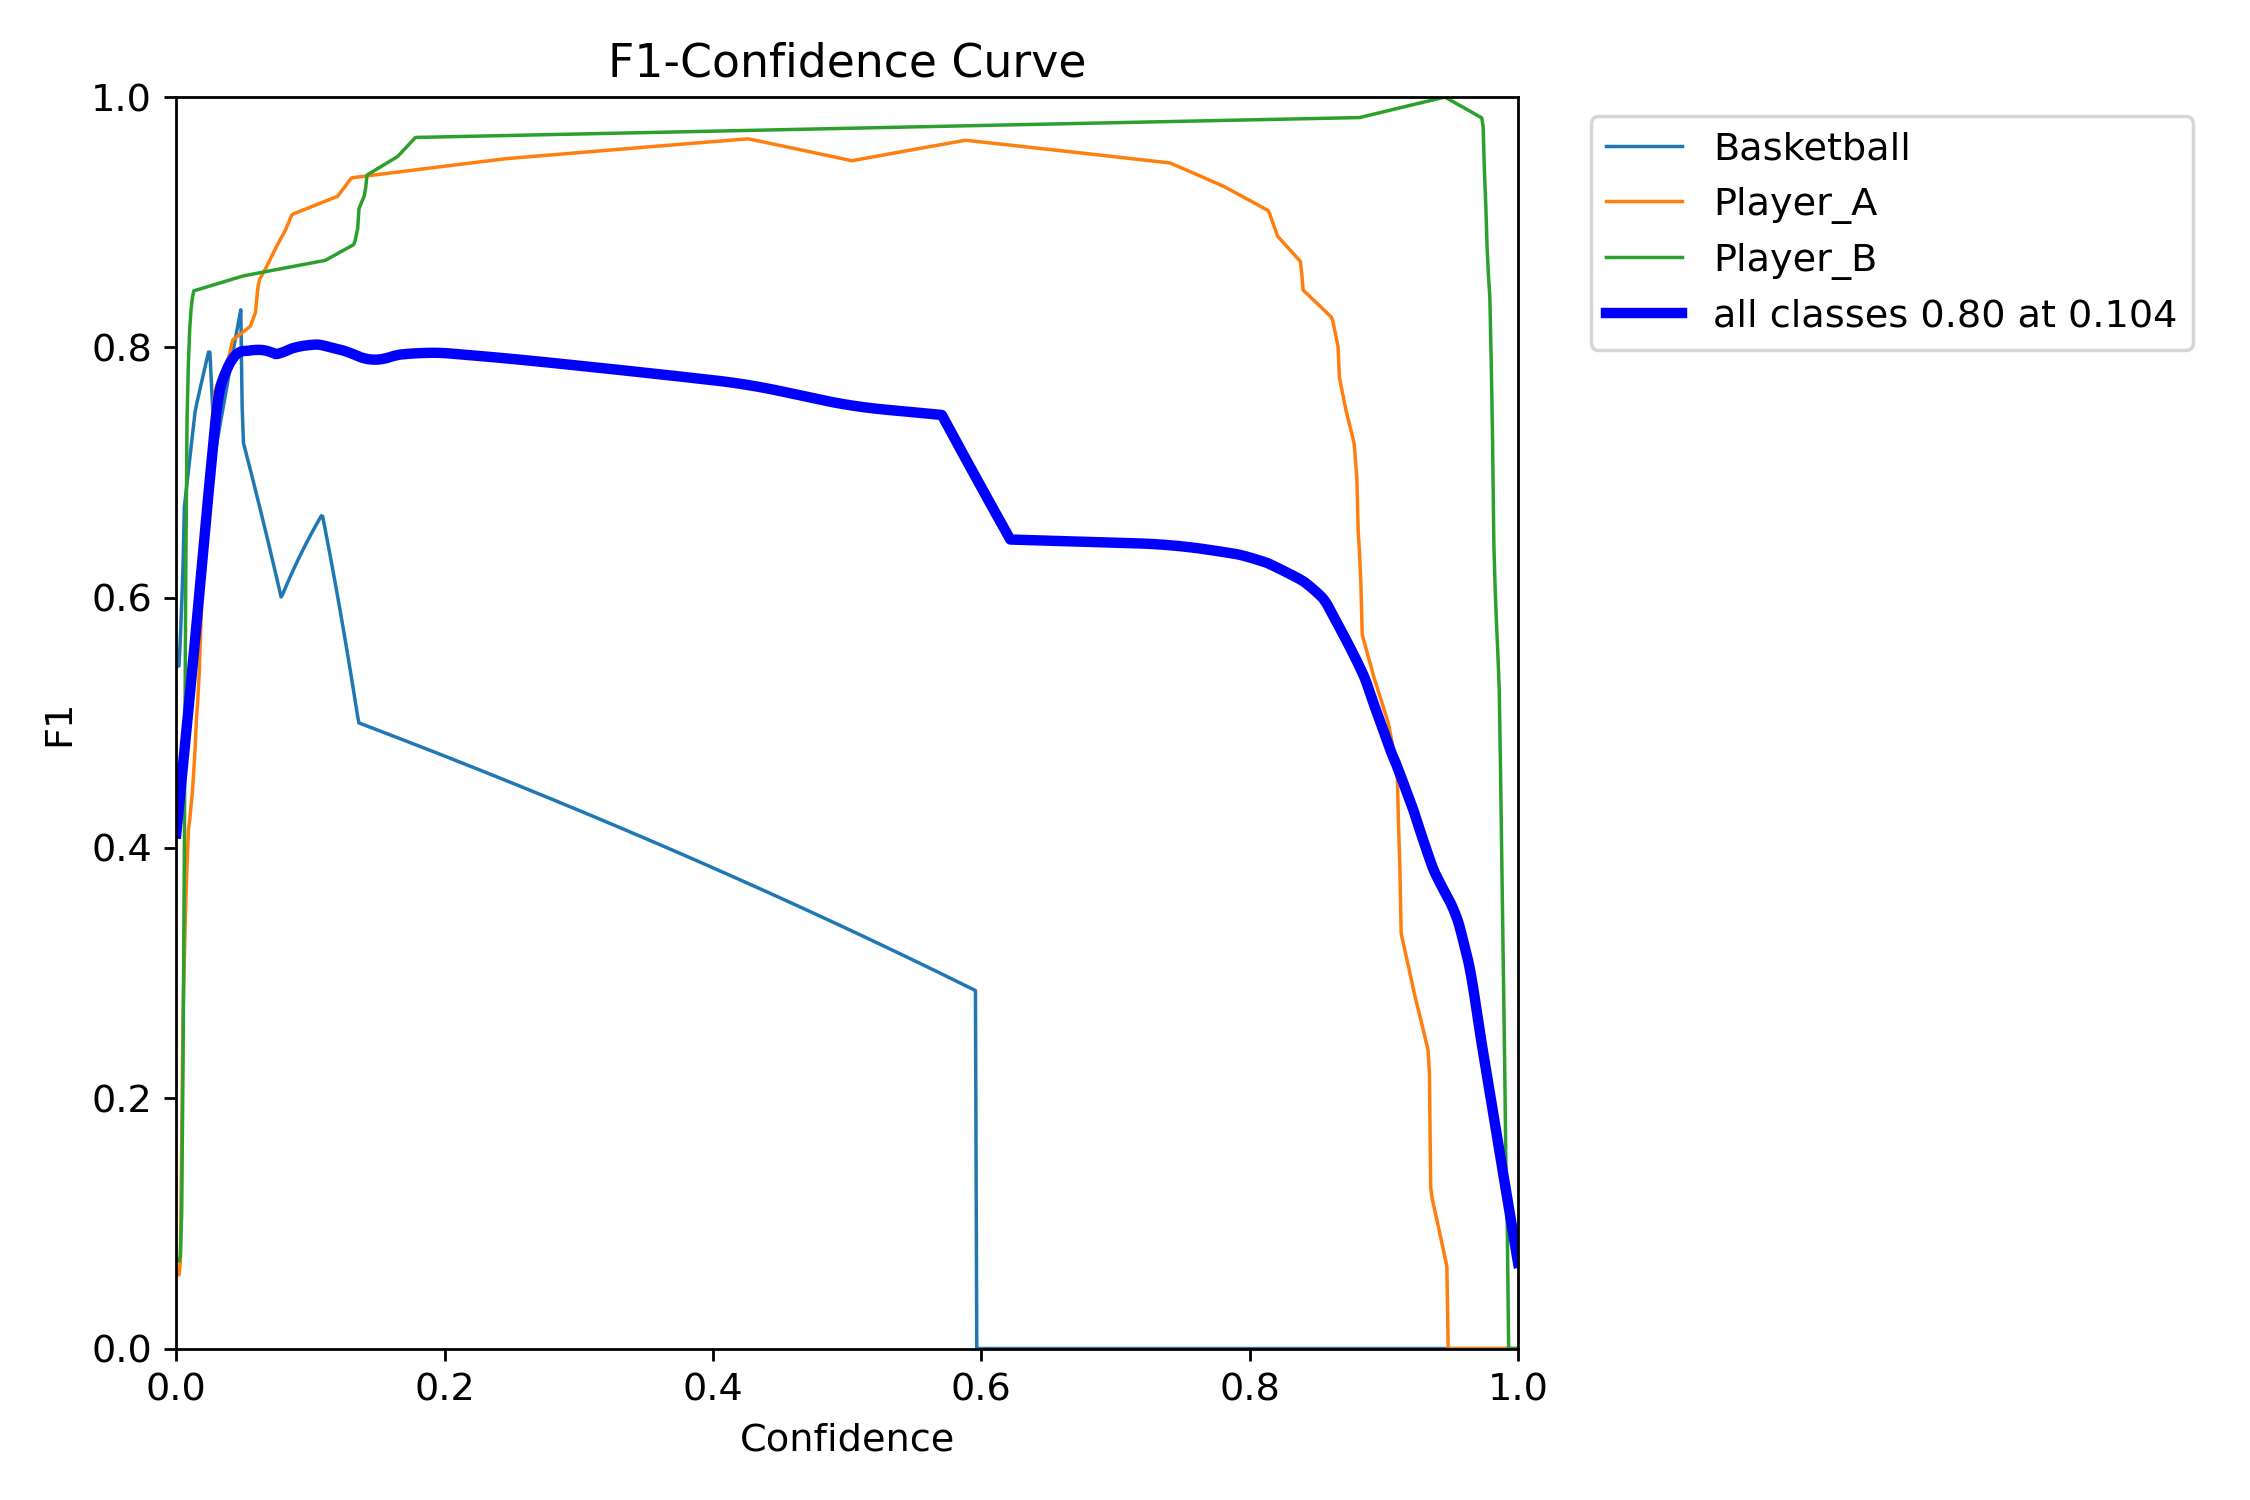 F1-Confidence Curve
1.0
0.8
0.6
0.4
0.2
0.0
F1
0.0 0.2 0.4 0.6 0.8 1.0
Confidence
Basketball
Player_A
Player_B
all classes 0.80 at 0.104